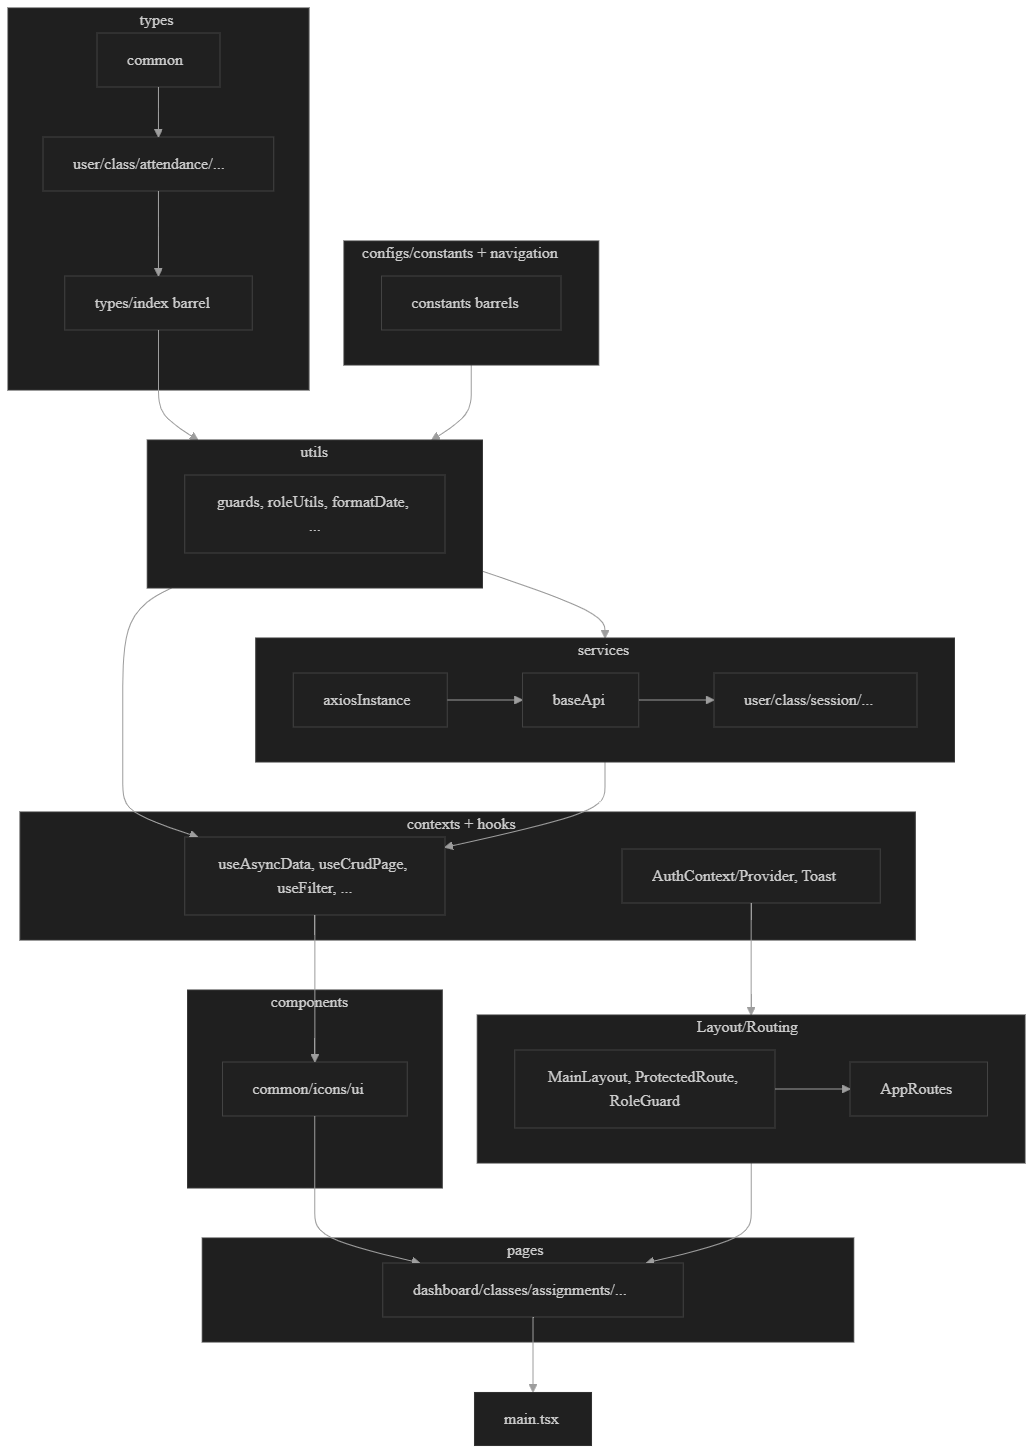 types
common
user/class/attendance/...
types/index barrel
configs/constants + navigation
constants barrels
utils
guards, roleUtils, formatDate,
...
services
axiosInstance
baseApi
user/class/session/...
contexts + hooks
useAsyncData, useCrudPage,
useFilter, ...
AuthContext/Provider, Toast
components
common/icons/ui
Layout/Routing
MainLayout, ProtectedRoute,
RoleGuard
AppRoutes
pages
dashboard/classes/assignments/...
main.tsx